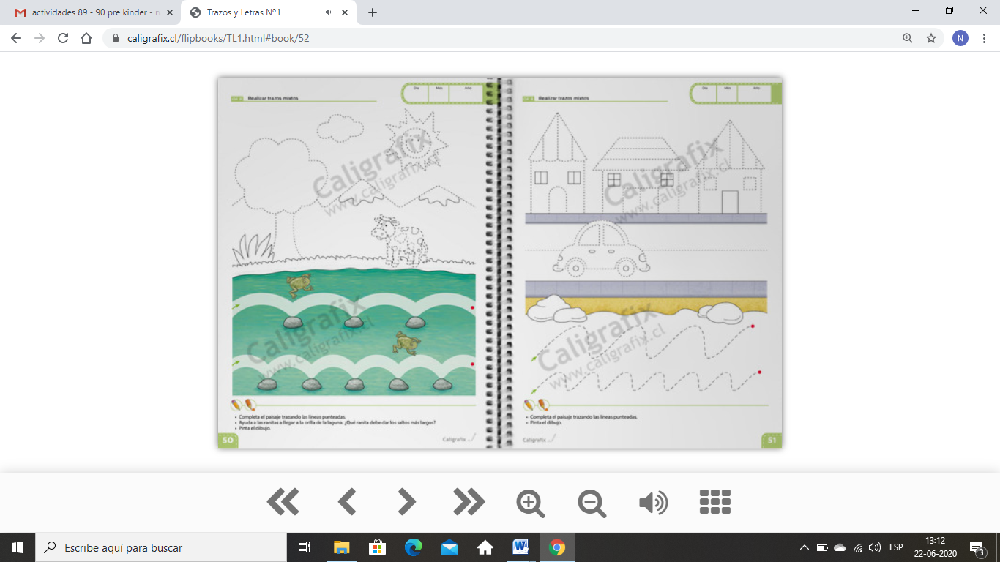 actividades 89 - 90 pre kinder - n
Trazos y Letras Nº1
caligrafix.cl/flipbooks/TL1.html#book/52
N
Realizar trazos mixtos
Día Mes Año
Caligrafix
www.caligrafix.cl
Caligrafix
www.caligrafix.cl
• Completa el paisaje trazando las líneas punteadas.
• Ayuda a las ranitas a llegar a la orilla de la laguna. ¿Qué ranita debe dar los saltos más largos?
• Pinta el dibujo.
50
Caligrafix
Realizar trazos mixtos
Día Mes Año
Caligrafix
www.caligrafix.cl
Caligrafix
www.caligrafix.cl
• Completa el paisaje trazando las líneas punteadas.
• Pinta el dibujo.
Caligrafix
51
Escribe aquí para buscar
ESP
13:12
22-06-2020
3